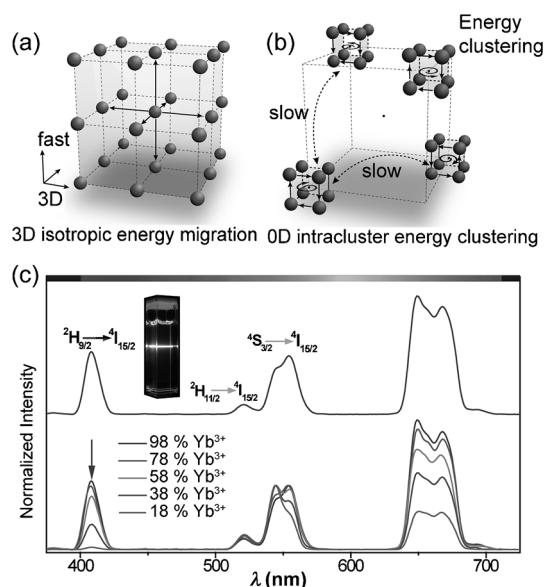 (a)
fast
3D
3D isotropic energy migration
(b)
Energy
clustering
slow
slow
0D intracluster energy clustering
(c)
²H₉/₂ → ⁴I₁₅/₂
²H₁₁/₂ → ⁴I₁₅/₂
⁴S₃/₂ → ⁴I₁₅/₂
Normalized Intensity
98 % Yb³⁺
78 % Yb³⁺
58 % Yb³⁺
38 % Yb³⁺
18 % Yb³⁺
400 500 600 700
λ (nm)